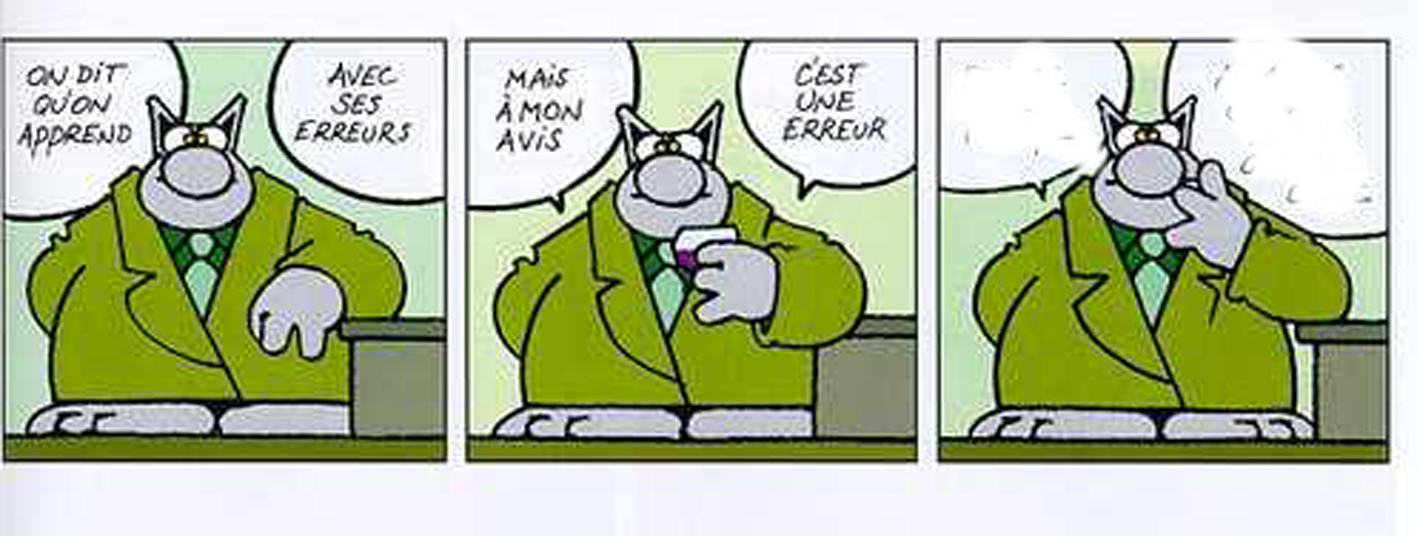 ON DIT
QU'ON
APPREND
AVEC
SES
ERREURS
MAIS
À MON
AVIS
C'EST
UNE
ERREUR